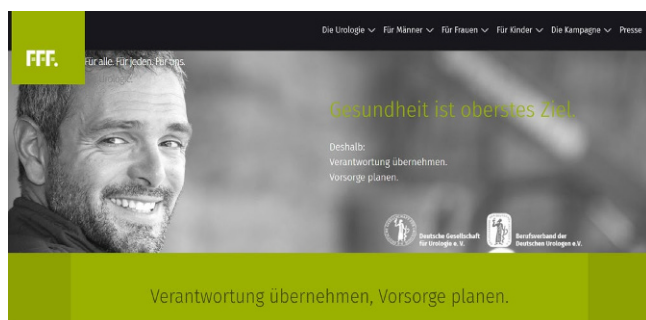 Die Urologie Für Männer Für Frauen Für Kinder Die Kampagne Presse
FFF.
Für alle. Für jeden. Für uns.
Gesundheit ist oberstes Ziel.
Deshalb:
Verantwortung übernehmen.
Vorsorge planen.
Deutsche Gesellschaft
für Urologie e.V.
Berufsverband der
Deutschen Urologen e.V.
Verantwortung übernehmen, Vorsorge planen.